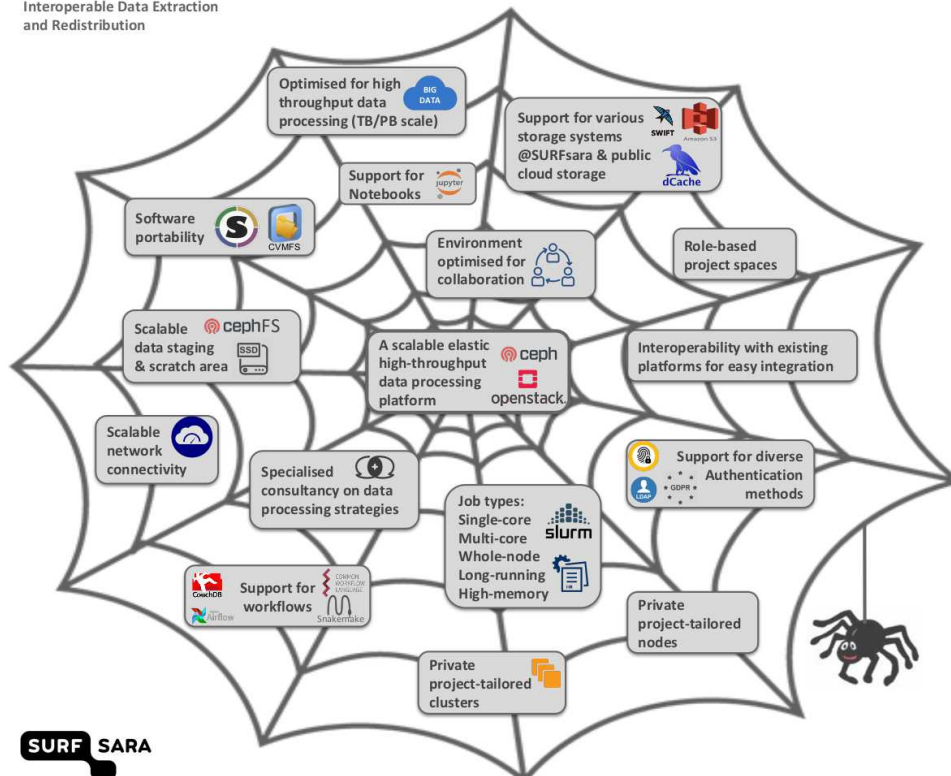 Interoperable Data Extraction
and Redistribution
Optimised for high
throughput data
processing (TB/PB scale)
BIG
DATA
Support for various
storage systems
@SURFsara & public
cloud storage
SWIFT
Amazon S3
dCache
Support for
Notebooks
jupyter
Software
portability
S
CVMFS
Environment
optimised for
collaboration
Role-based
project spaces
Scalable
data staging
& scratch area
cephFS
SSD
A scalable elastic
high-throughput
data processing
platform
ceph
openstack.
Interoperability with existing
platforms for easy integration
Scalable
network
connectivity
Specialised
consultancy on data
processing strategies
Job types:
Single-core
Multi-core
Whole-node
Long-running
High-memory
slurm
Support for diverse
Authentication
methods
LDAP
GDPR
CouchDB
Airflow
Support for
workflows
COMMON
WORKFLOW
LANGUAGE
Snakemake
Private
project-tailored
nodes
Private
project-tailored
clusters
SURF SARA